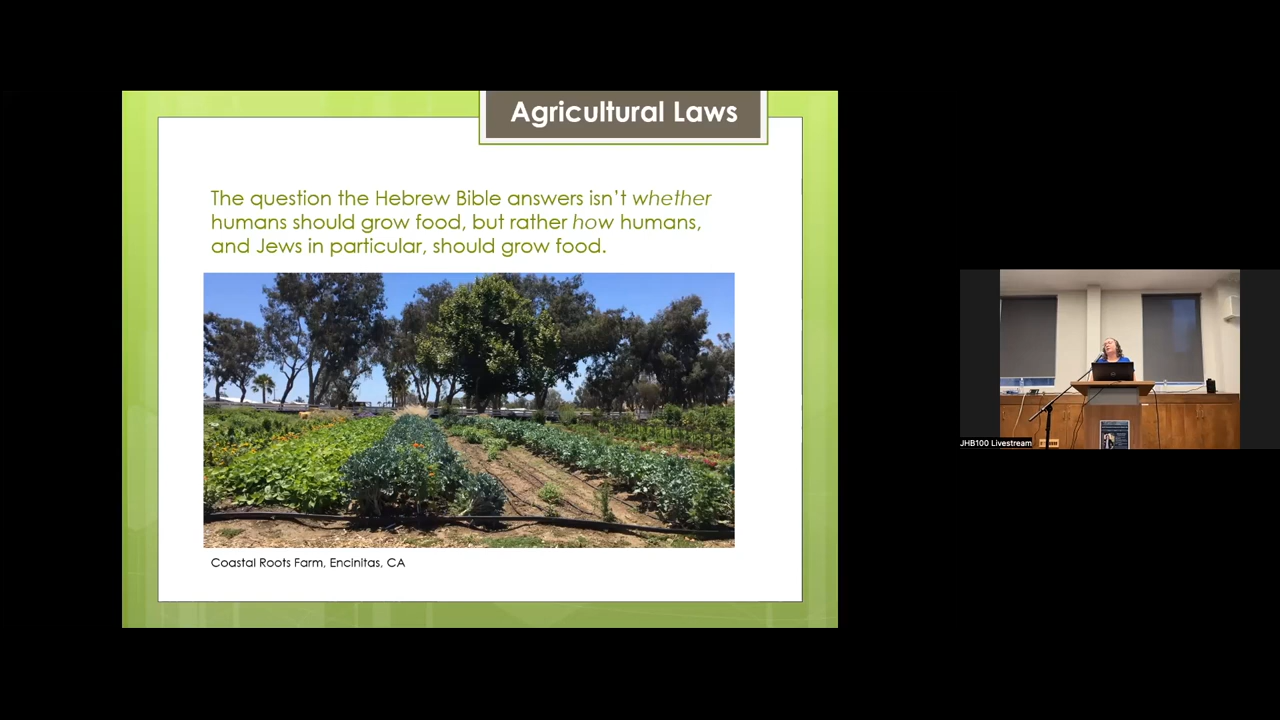 Agricultural Laws
The question the Hebrew Bible answers isn't whether
humans should grow food, but rather how humans,
and Jews in particular, should grow food.
Coastal Roots Farm, Encinitas, CA
JHB100 Livestream